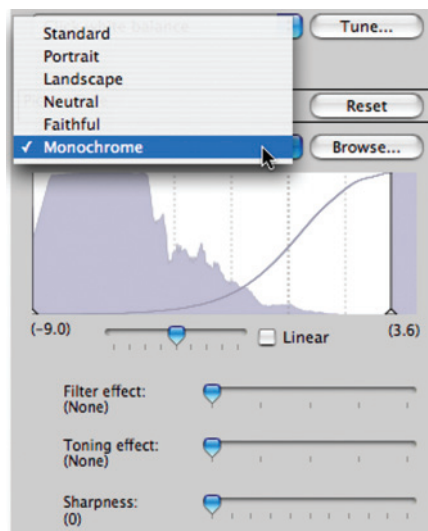 Standard
Portrait
Landscape
Neutral
Faithful
✓ Monochrome
Tune...
Reset
Browse...
(−9.0)
Linear
(3.6)
Filter effect:
(None)
Toning effect:
(None)
Sharpness:
(0)